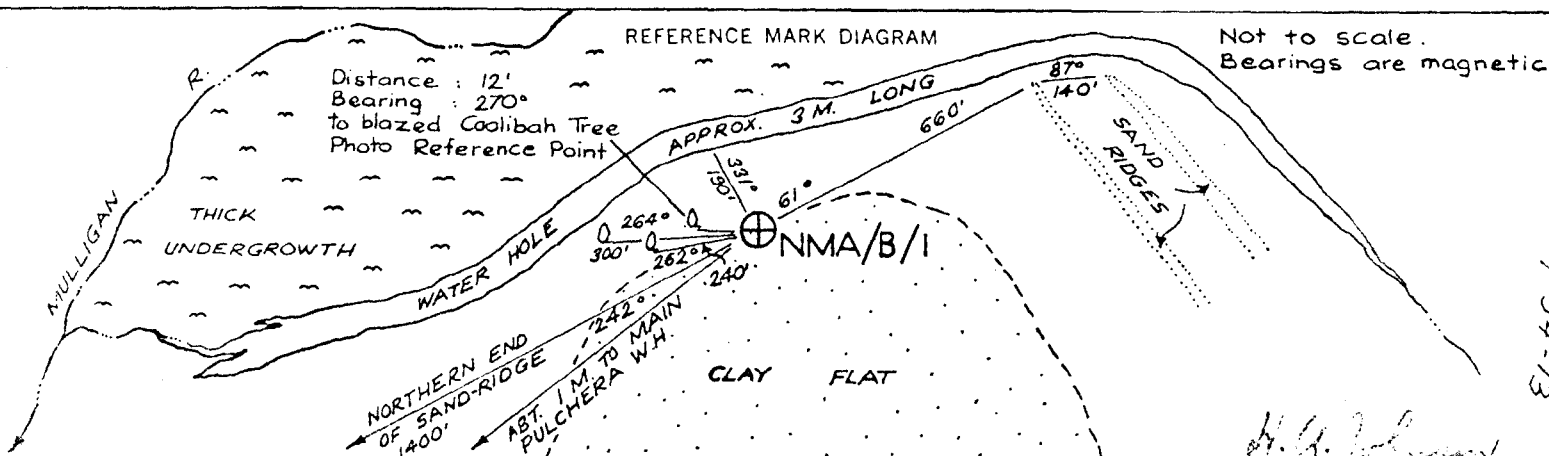 REFERENCE MARK DIAGRAM
Not to scale.
Bearings are magnetic
Distance : 12'
Bearing : 270°
to blazed Coolibah Tree
Photo Reference Point
MULLIGAN R.
THICK
UNDERGROWTH
WATER HOLE
APPROX. 3 M. LONG
87°
140'
660'
61°
331°
190'
SAND
RIDGES
264°
300'
262°
240'
NMA/B/1
242°
NORTHERN END
OF SAND-RIDGE
1400'
ABT. 1 M. TO MAIN
PULCHERA W.H.
CLAY FLAT